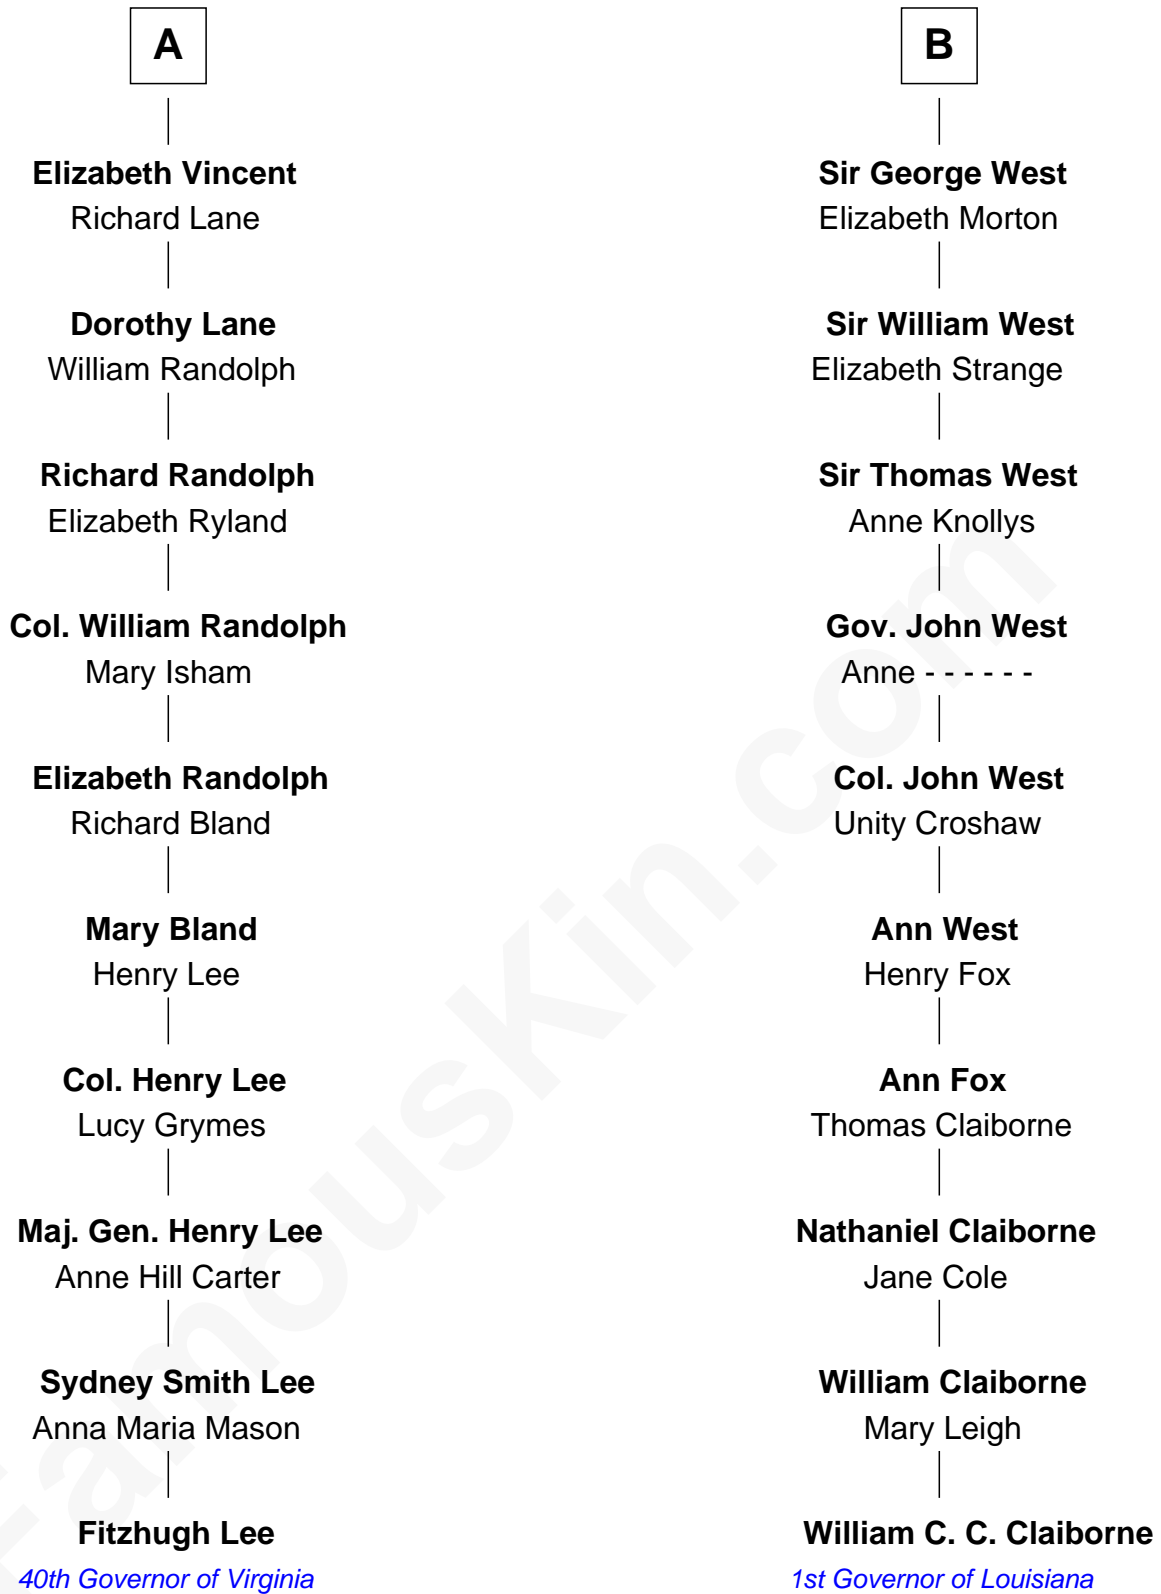 A
Elizabeth Vincent
Richard Lane
Dorothy Lane
William Randolph
Richard Randolph
Elizabeth Ryland
Col. William Randolph
Mary Isham
Elizabeth Randolph
Richard Bland
Mary Bland
Henry Lee
Col. Henry Lee
Lucy Grymes
Maj. Gen. Henry Lee
Anne Hill Carter
Sydney Smith Lee
Anna Maria Mason
Fitzhugh Lee
40th Governor of Virginia
B
Sir George West
Elizabeth Morton
Sir William West
Elizabeth Strange
Sir Thomas West
Anne Knollys
Gov. John West
Anne - - - - - -
Col. John West
Unity Croshaw
Ann West
Henry Fox
Ann Fox
Thomas Claiborne
Nathaniel Claiborne
Jane Cole
William Claiborne
Mary Leigh
William C. C. Claiborne
1st Governor of Louisiana
FamousKin.com